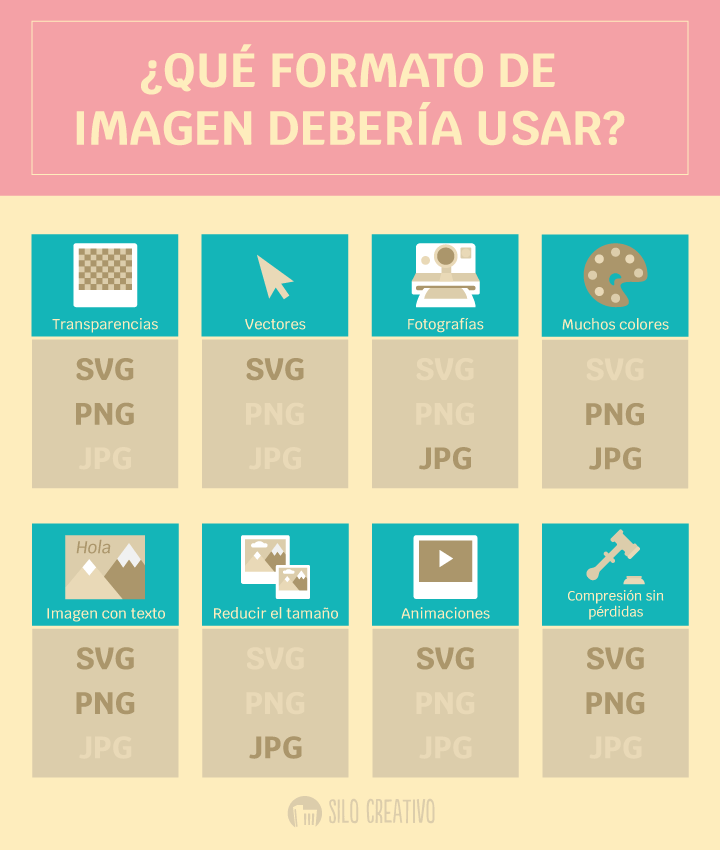 ¿QUÉ FORMATO DE
IMAGEN DEBERÍA USAR?
Transparencias
SVG
PNG
JPG
Vectores
SVG
PNG
JPG
Fotografías
SVG
PNG
JPG
Muchos colores
SVG
PNG
JPG
Hola
Imagen con texto
SVG
PNG
JPG
Reducir el tamaño
SVG
PNG
JPG
Animaciones
SVG
PNG
JPG
Compresión sin
pérdidas
SVG
PNG
JPG
SILO CREATIVO